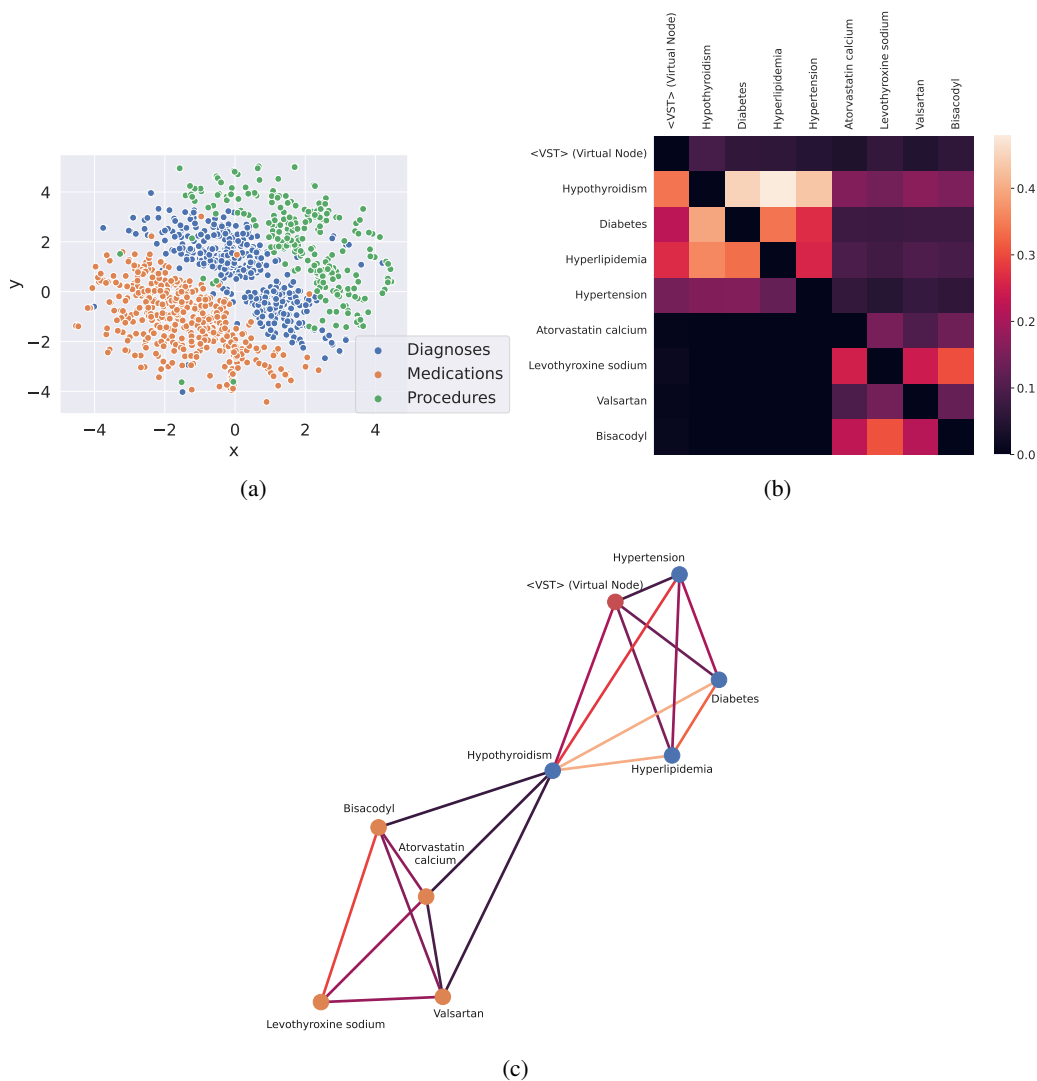 4
2
0
−2
−4
y
−4
−2
0
2
4
x
Diagnoses
Medications
Procedures
(a)
<VST> (Virtual Node)
Hypothyroidism
Diabetes
Hyperlipidemia
Hypertension
Atorvastatin calcium
Levothyroxine sodium
Valsartan
Bisacodyl
<VST> (Virtual Node)
Hypothyroidism
Diabetes
Hyperlipidemia
Hypertension
Atorvastatin calcium
Levothyroxine sodium
Valsartan
Bisacodyl
0.4
0.3
0.2
0.1
0.0
(b)
Hypertension
<VST> (Virtual Node)
Diabetes
Hypothyroidism
Hyperlipidemia
Bisacodyl
Atorvastatin
calcium
Valsartan
Levothyroxine sodium
(c)